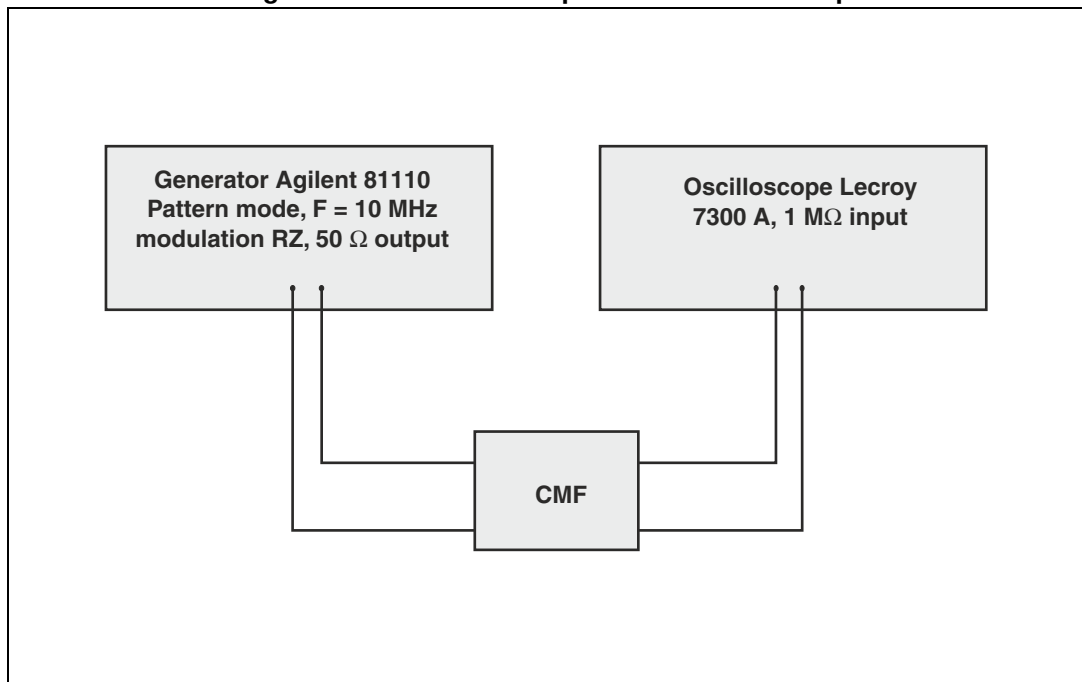 Generator Agilent 81110
Pattern mode, F = 10 MHz
modulation RZ, 50 Ω output
Oscilloscope Lecroy
7300 A, 1 MΩ input
CMF